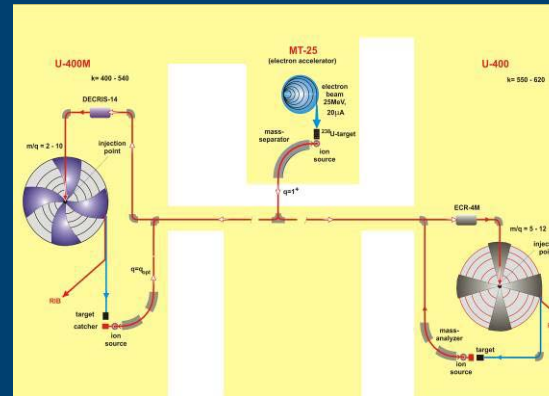 U-400M
k= 400 - 540
DECRIS-14
m/q = 2 - 10
injection
point
RIB
target
catcher
ion
source
q=qopt
MT-25
(electron accelerator)
electron
beam
25MeV,
20μA
mass-
separator
238U-target
ion
source
q=1+
U-400
k= 550 - 620
ECR-4M
m/q = 5 - 12
mass-
analyzer
target
ion
source